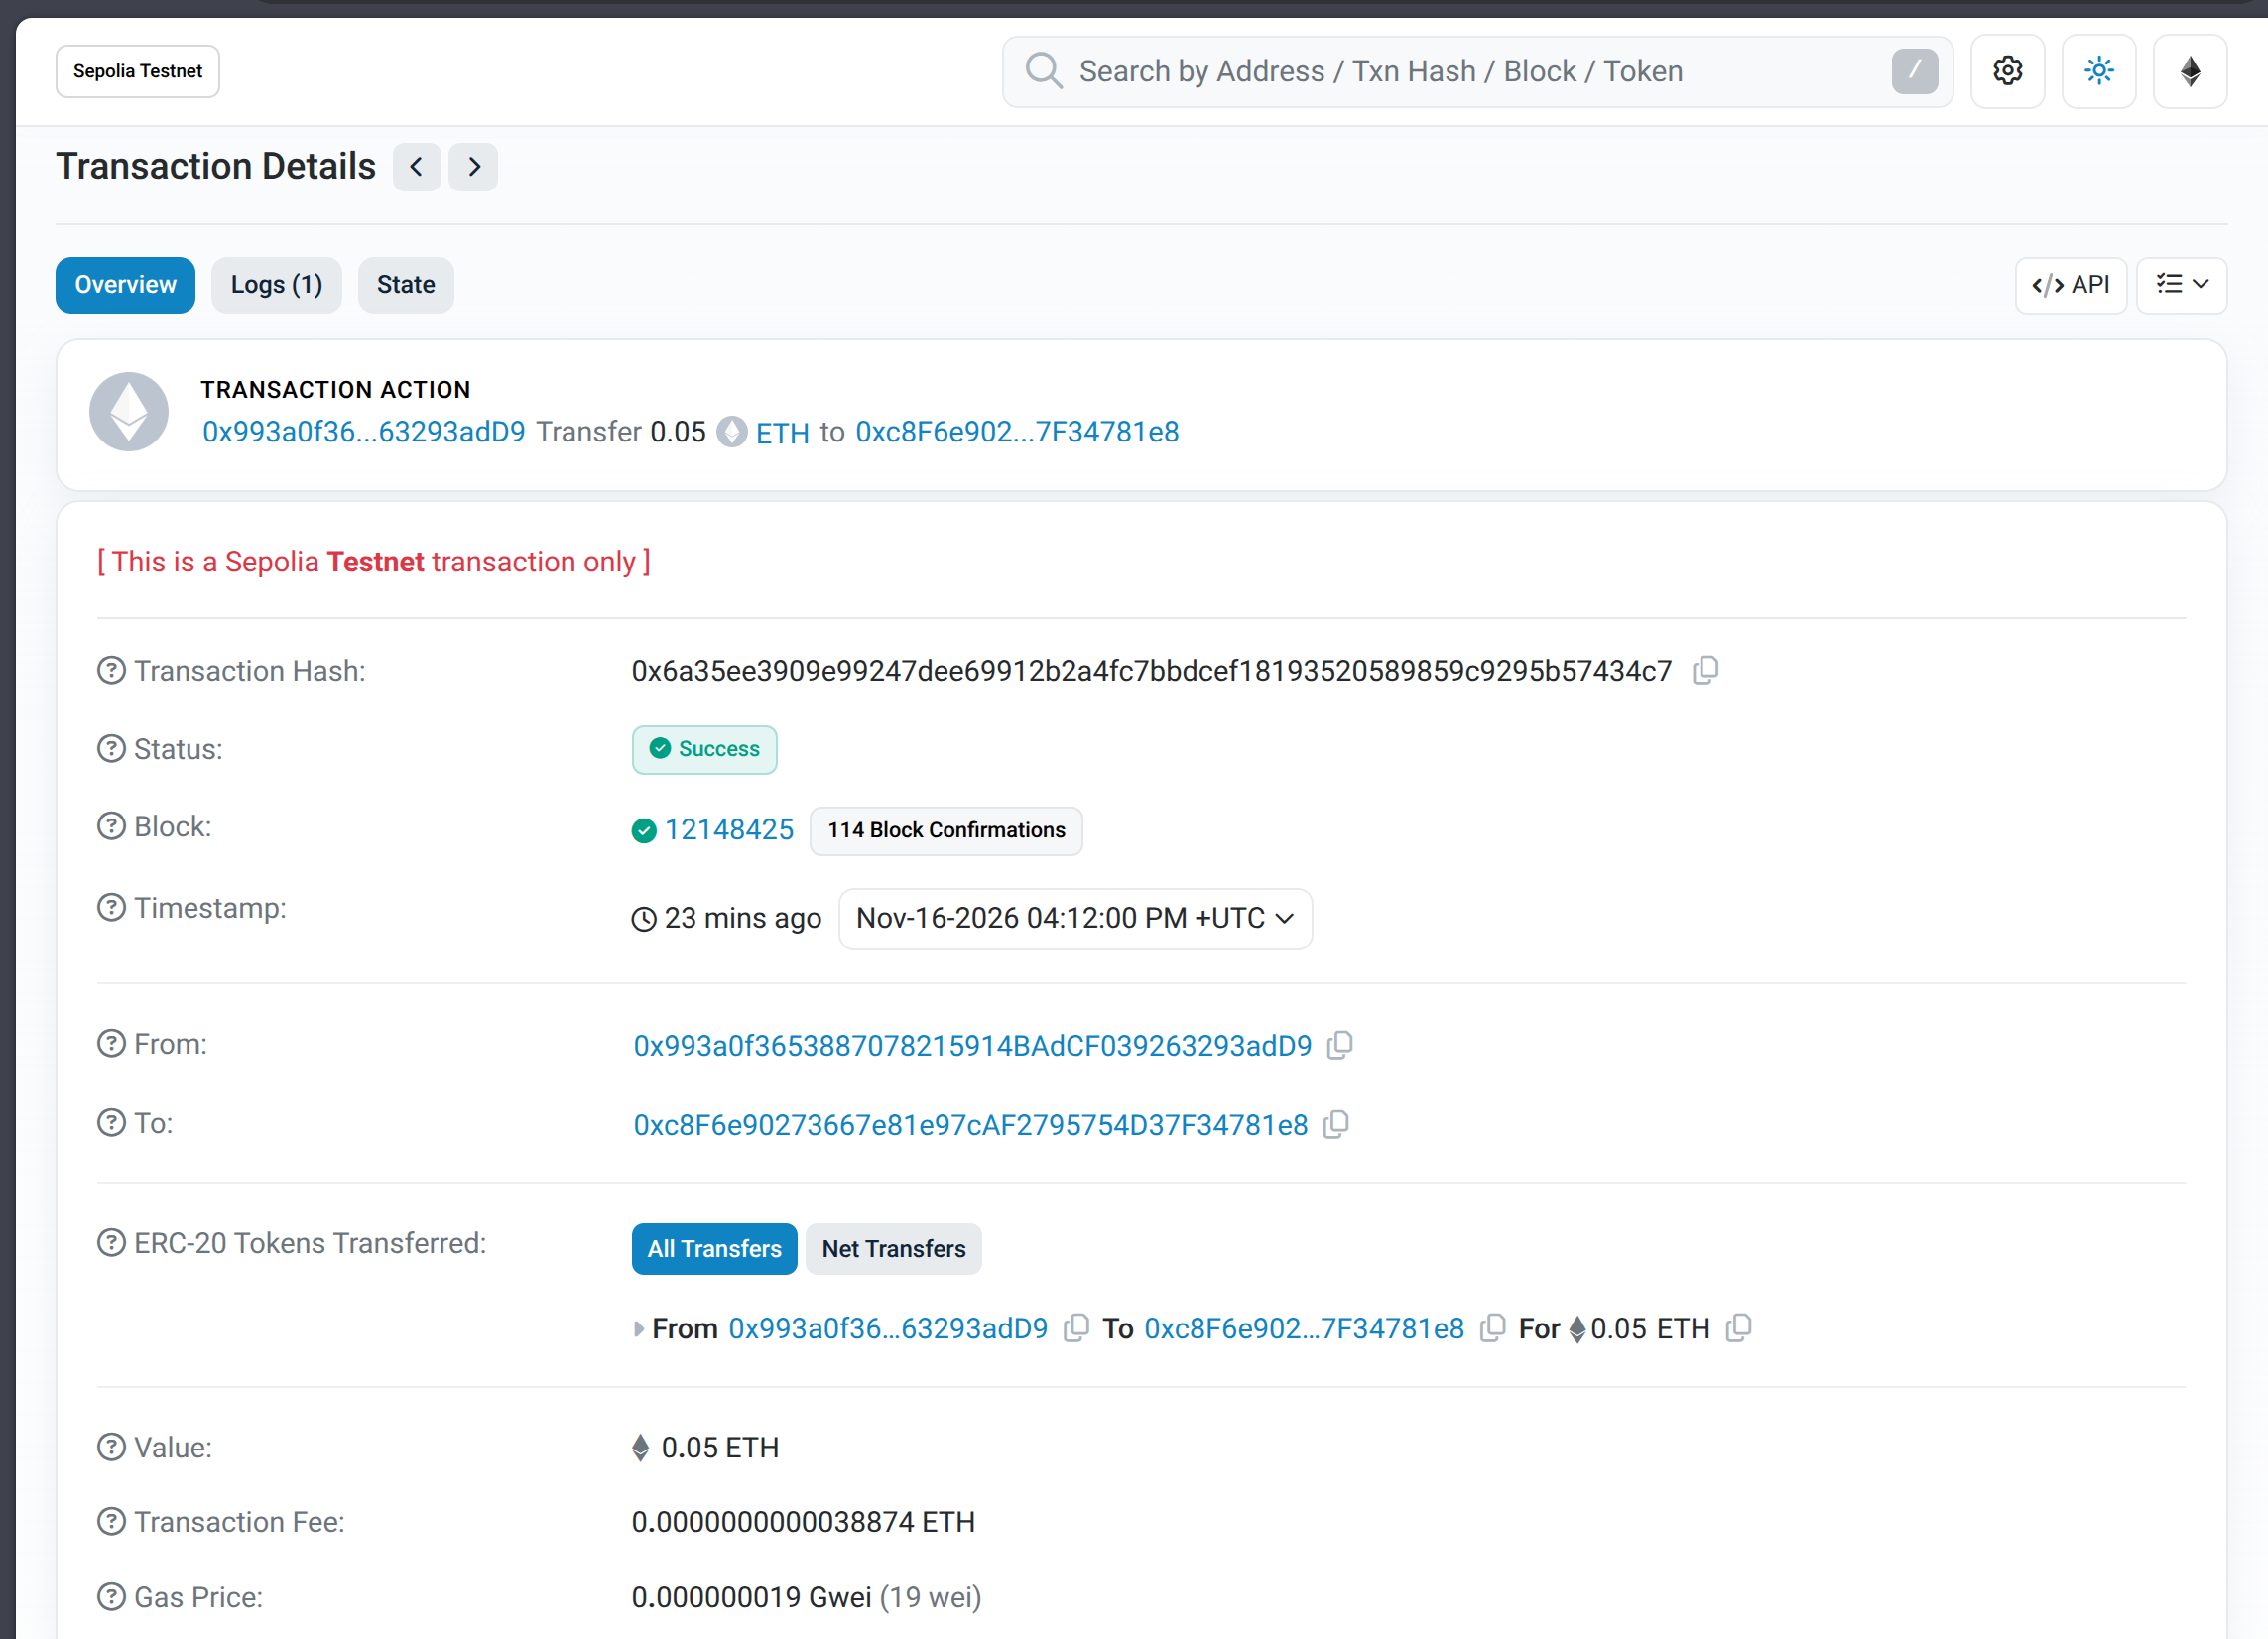 Sepolia Testnet
Search by Address / Txn Hash / Block / Token /
Transaction Details
Overview Logs (1) State </> API
TRANSACTION ACTION
0x993a0f36...63293adD9 Transfer 0.05 ETH to 0xc8F6e902...7F34781e8
[ This is a Sepolia Testnet transaction only ]
Transaction Hash: 0x6a35ee3909e99247dee69912b2a4fc7bbdcef18193520589859c9295b57434c7
Status: Success
Block: 12148425 114 Block Confirmations
Timestamp: 23 mins ago Nov-16-2026 04:12:00 PM +UTC
From: 0x993a0f3653887078215914BAdCF039263293adD9
To: 0xc8F6e90273667e81e97cAF2795754D37F34781e8
ERC-20 Tokens Transferred: All Transfers Net Transfers
From 0x993a0f36...63293adD9 To 0xc8F6e902...7F34781e8 For 0.05 ETH
Value: 0.05 ETH
Transaction Fee: 0.0000000000038874 ETH
Gas Price: 0.000000019 Gwei (19 wei)